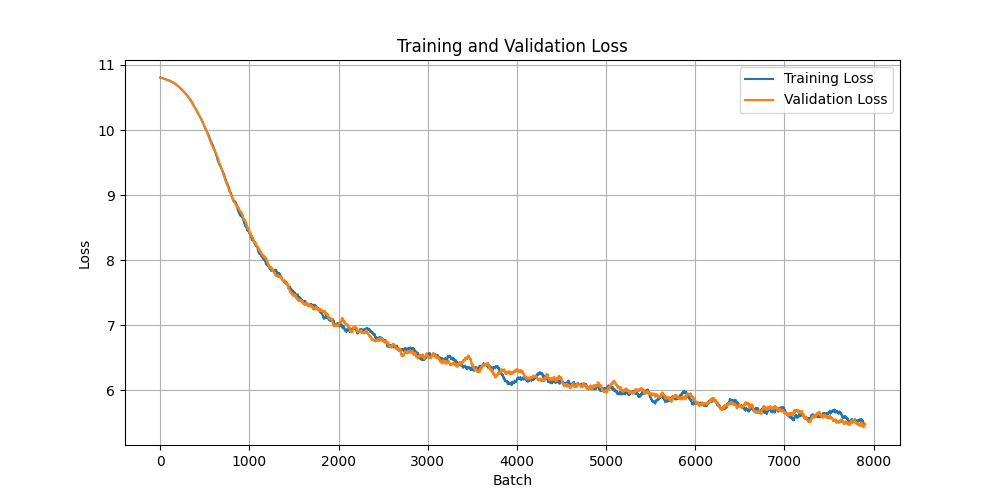 Training and Validation Loss
Training Loss
Validation Loss
11
10
9
8
7
6
Loss
0 1000 2000 3000 4000 5000 6000 7000 8000
Batch